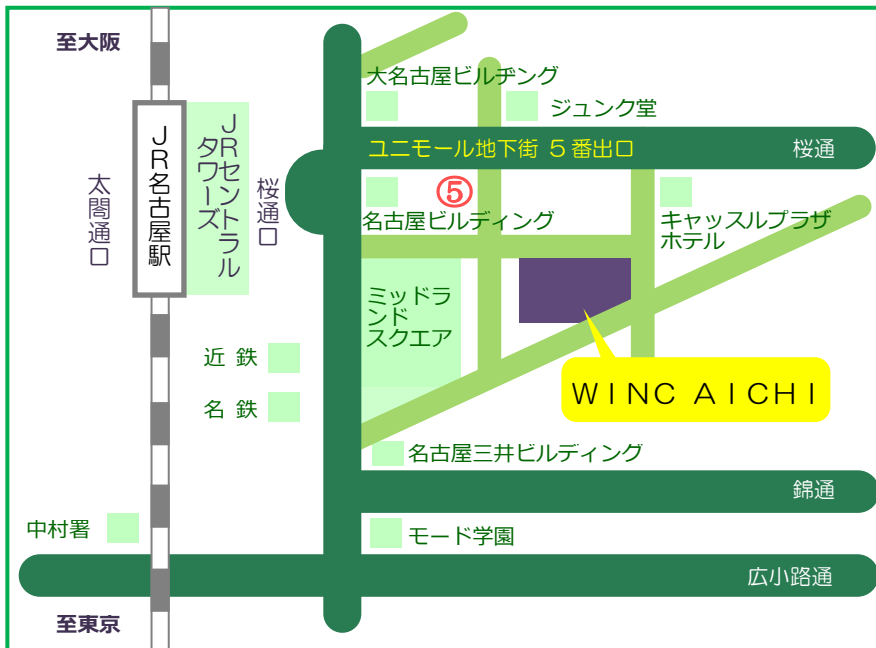 至大阪
大名古屋ビルヂング
ジュンク堂
ユニモール地下街 5番出口
桜通
JR名古屋駅
JRセントラル
タワーズ
太閤通口
桜通口
⑤
名古屋ビルディング
キャッスルプラザ
ホテル
ミッドラ
ンド
スクエア
近 鉄
名 鉄
WINC AICHI
名古屋三井ビルディング
錦通
中村署
モード学園
広小路通
至東京